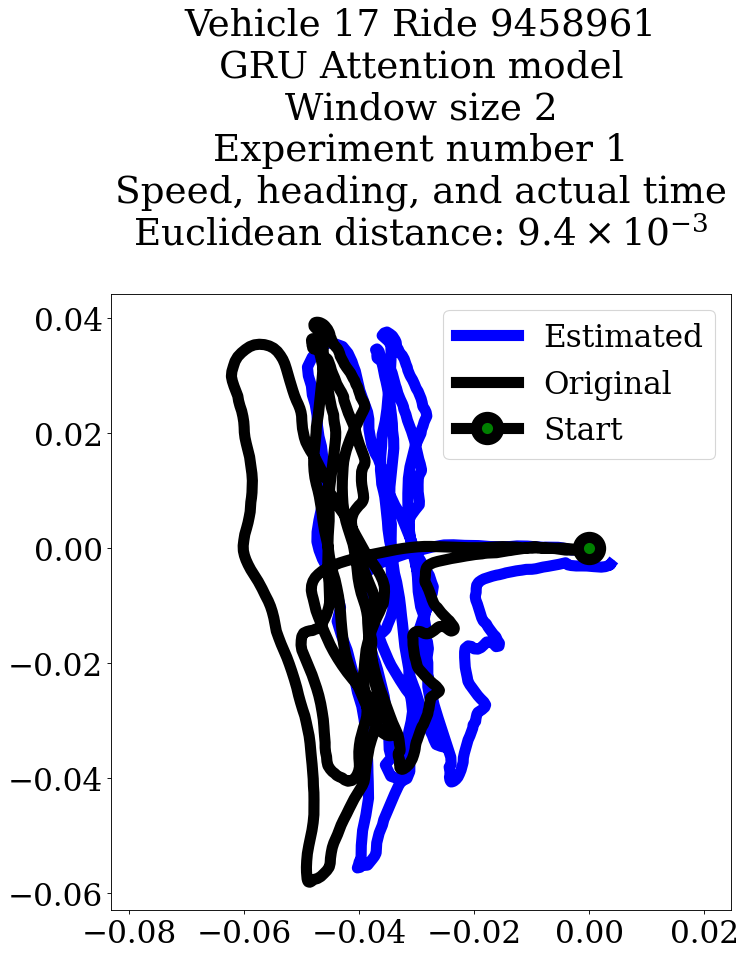 Vehicle 17 Ride 9458961
GRU Attention model
Window size 2
Experiment number 1
Speed, heading, and actual time
Euclidean distance: 9.4 × 10⁻³
Estimated
Original
Start
0.04
0.02
0.00
−0.02
−0.04
−0.06
−0.08 −0.06 −0.04 −0.02 0.00 0.02